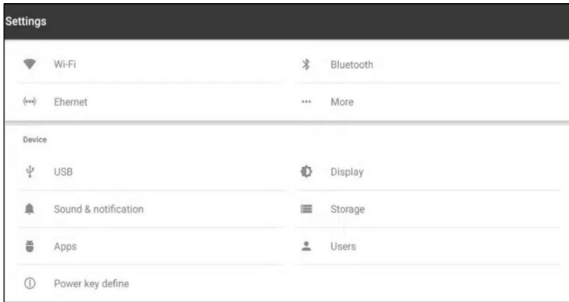 Settings
Wi-Fi
Bluetooth
Ehernet
More
Device
USB
Display
Sound & notification
Storage
Apps
Users
Power key define